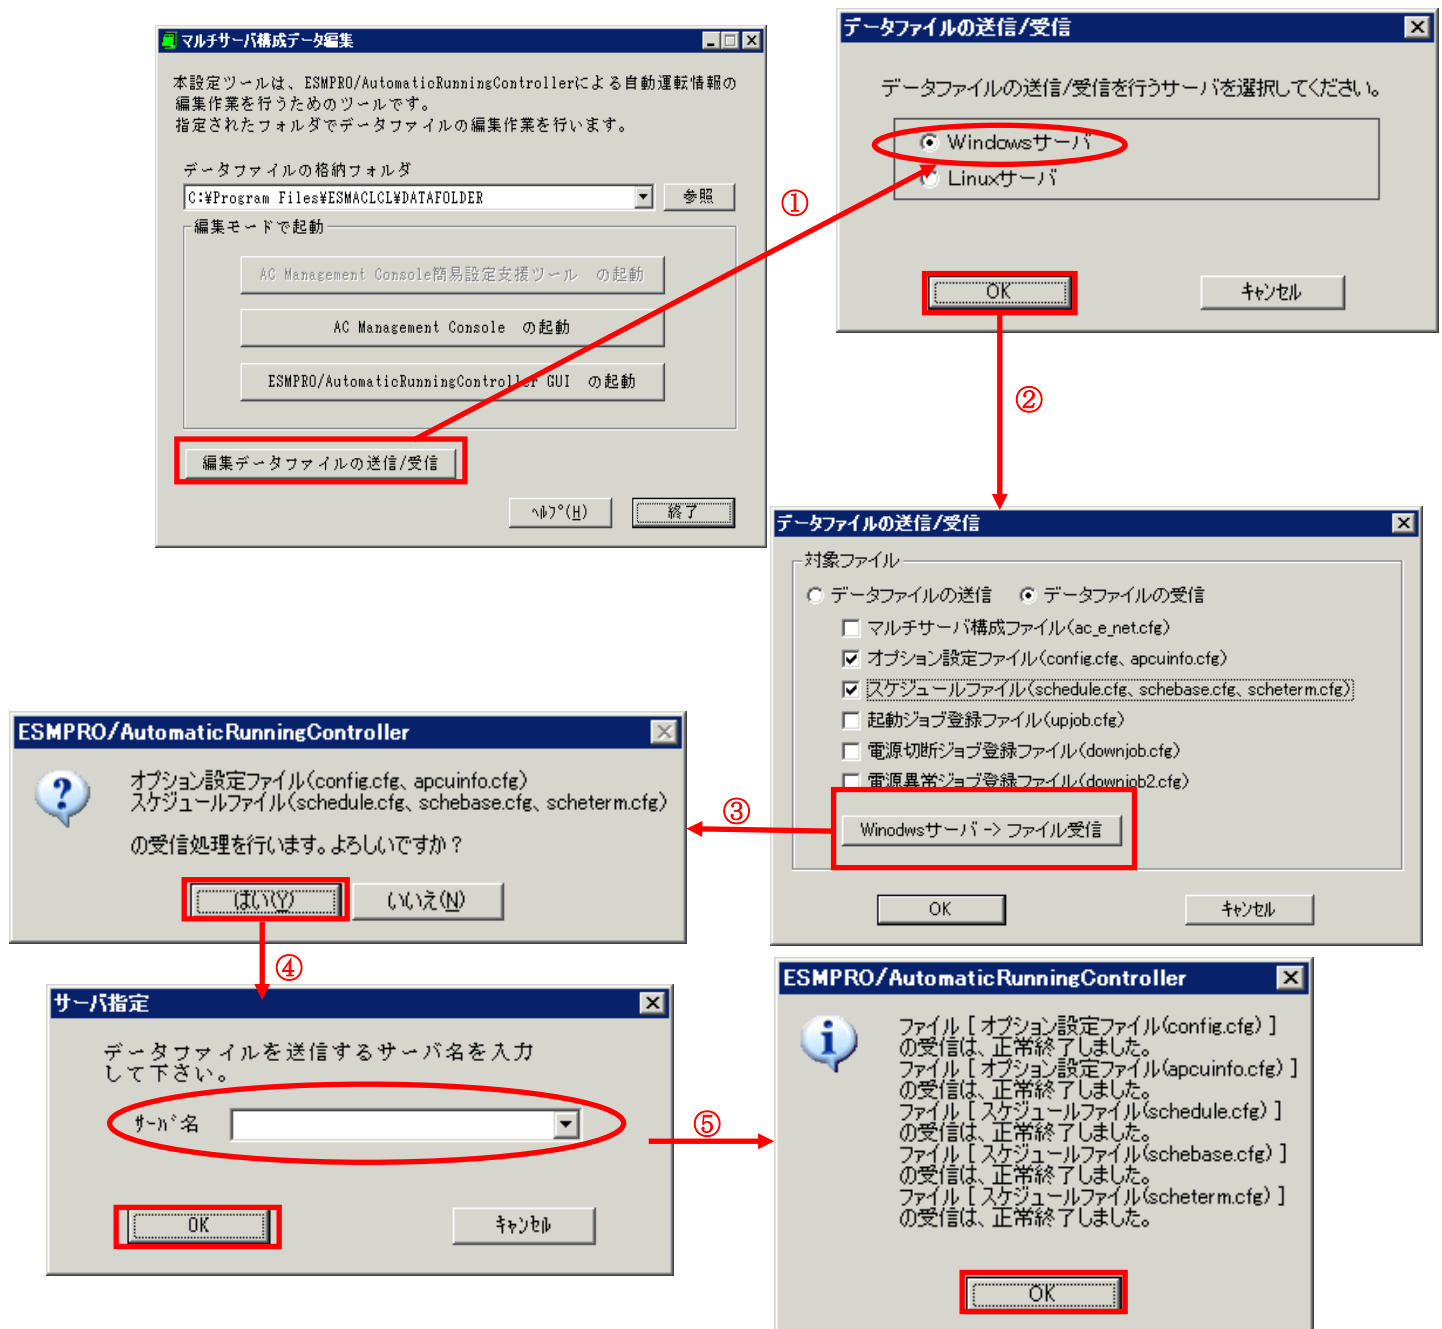 マルチサーバ構成データ編集
本設定ツールは、ESMPRO/AutomaticRunningControllerによる自動運転情報の
編集作業を行うためのツールです。
指定されたフォルダでデータファイルの編集作業を行います。
データファイルの格納フォルダ
C:¥Program Files¥ESMACLCL¥DATAFOLDER
参照
編集モードで起動
AC Management Console簡易設定支援ツール の起動
AC Management Console の起動
ESMPRO/AutomaticRunningController GUI の起動
編集データファイルの送信/受信
ﾍﾙﾌﾟ(H)
終了
①
データファイルの送信/受信
データファイルの送信/受信を行うサーバを選択してください。
Windowsサーバ
Linuxサーバ
OK
ｷｬﾝｾﾙ
②
データファイルの送信/受信
対象ファイル
データファイルの送信 データファイルの受信
マルチサーバ構成ファイル(ac_e_net.cfg)
オプション設定ファイル(config.cfg、apcuinfo.cfg)
スケジュールファイル(schedule.cfg、schebase.cfg、scheterm.cfg)
起動ジョブ登録ファイル(upjob.cfg)
電源切断ジョブ登録ファイル(downjob.cfg)
電源異常ジョブ登録ファイル(downjob2.cfg)
Winodwsサーバ -> ファイル受信
OK
ｷｬﾝｾﾙ
③
ESMPRO/AutomaticRunningController
オプション設定ファイル(config.cfg、apcuinfo.cfg)
スケジュールファイル(schedule.cfg、schebase.cfg、scheterm.cfg)
の受信処理を行います。よろしいですか？
はい(Y)
いいえ(N)
④
サーバ指定
データファイルを送信するサーバ名を入力
して下さい。
ｻｰﾊﾞ名
OK
ｷｬﾝｾﾙ
⑤
ESMPRO/AutomaticRunningController
ファイル [ オプション設定ファイル(config.cfg) ]
の受信は、正常終了しました。
ファイル [ オプション設定ファイル(apcuinfo.cfg) ]
の受信は、正常終了しました。
ファイル [ スケジュールファイル(schedule.cfg) ]
の受信は、正常終了しました。
ファイル [ スケジュールファイル(schebase.cfg) ]
の受信は、正常終了しました。
ファイル [ スケジュールファイル(scheterm.cfg) ]
の受信は、正常終了しました。
OK